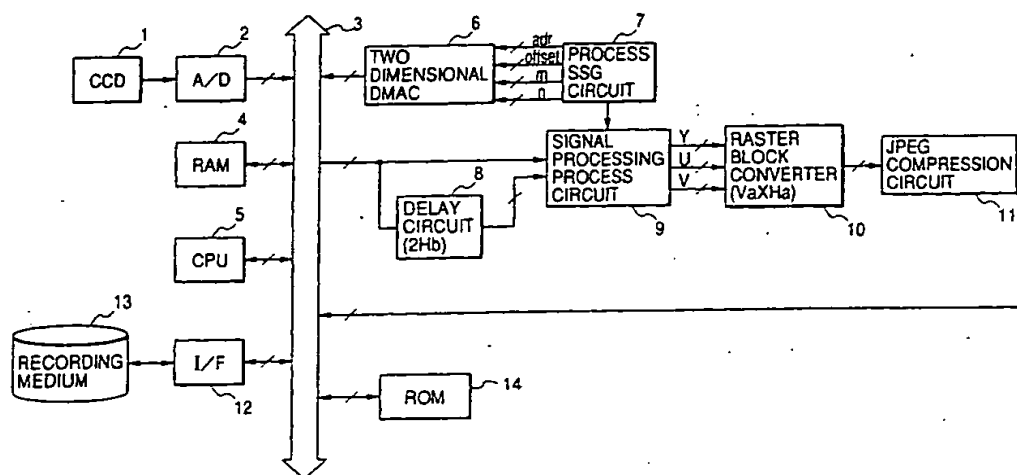 1
CCD
2
A/D
3
6
TWO
DIMENSIONAL
DMAC
adr
offset
m
n
7
PROCESS
SSG
CIRCUIT
4
RAM
8
DELAY
CIRCUIT
(2Hb)
SIGNAL
PROCESSING
PROCESS
CIRCUIT
9
Y
U
V
RASTER
BLOCK
CONVERTER
(VaXHa)
10
JPEG
COMPRESSION
CIRCUIT
11
5
CPU
13
RECORDING
MEDIUM
I/F
12
ROM
14